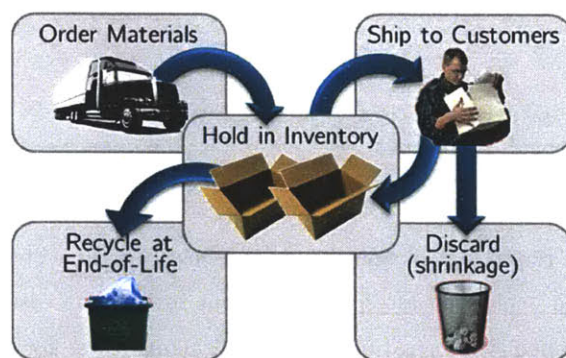 Order Materials
Ship to Customers
Hold in Inventory
Recycle at
End-of-Life
Discard
(shrinkage)